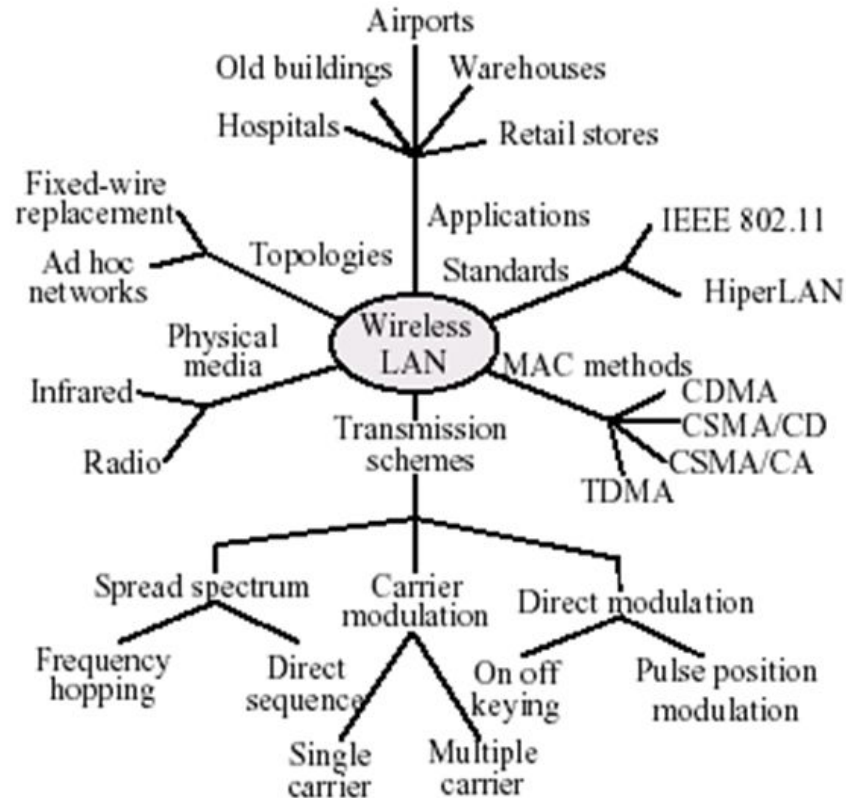 Airports
Old buildings
Warehouses
Hospitals
Retail stores
Fixed-wire
replacement
Applications
IEEE 802.11
Topologies
Ad hoc
networks
Standards
HiperLAN
Wireless
LAN
Physical
media
MAC methods
Infrared
CDMA
CSMA/CD
Transmission
schemes
Radio
CSMA/CA
TDMA
Spread spectrum
Carrier
modulation
Direct modulation
Frequency
hopping
Direct
sequence
On off
keying
Pulse position
modulation
Single
carrier
Multiple
carrier